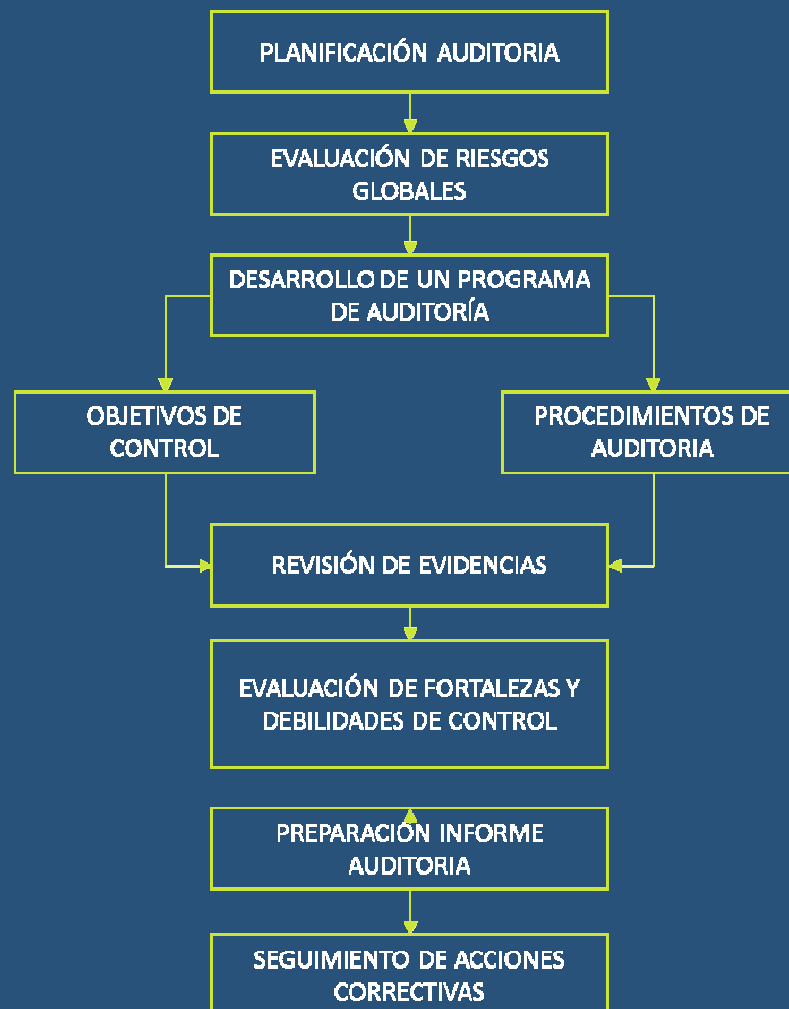 PLANIFICACIÓN AUDITORIA
EVALUACIÓN DE RIESGOS
GLOBALES
DESARROLLO DE UN PROGRAMA
DE AUDITORÍA
OBJETIVOS DE
CONTROL
PROCEDIMIENTOS DE
AUDITORIA
REVISIÓN DE EVIDENCIAS
EVALUACIÓN DE FORTALEZAS Y
DEBILIDADES DE CONTROL
PREPARACIÓN INFORME
AUDITORIA
SEGUIMIENTO DE ACCIONES
CORRECTIVAS